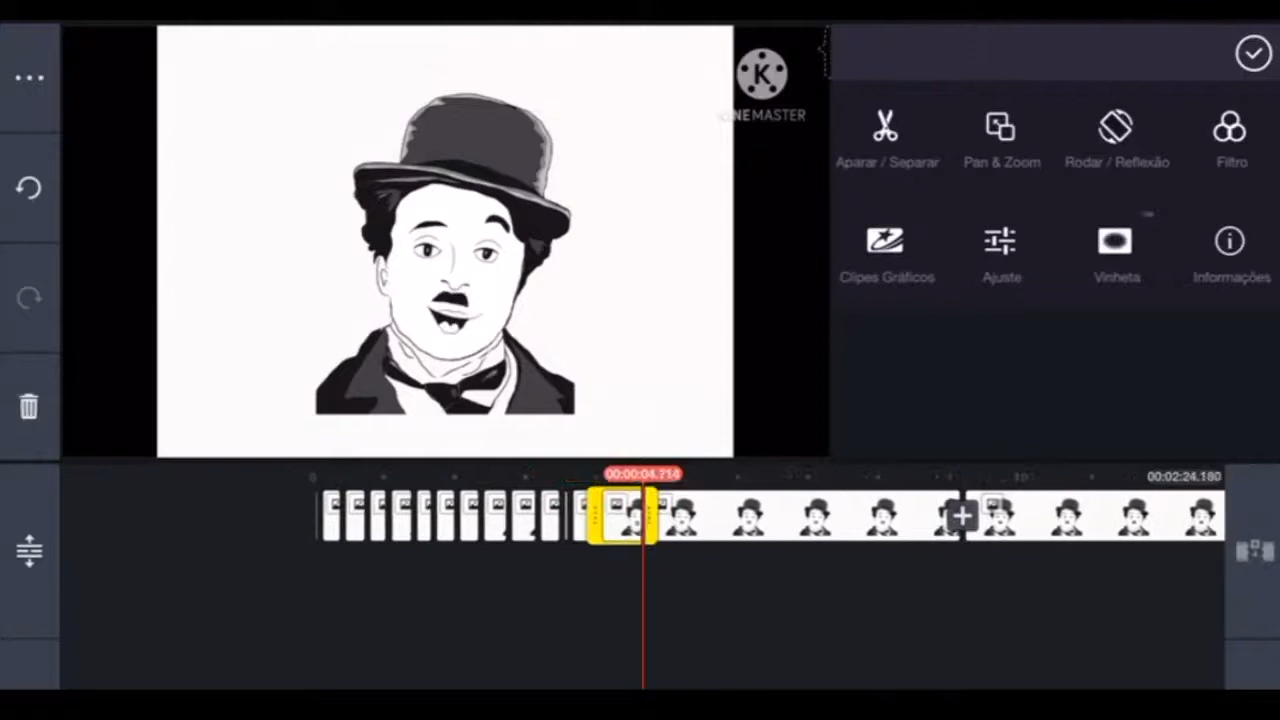 K
NEMASTER
Aparar / Separar
Pan & Zoom
Rodar / Reflexão
Filtro
Clipes Gráficos
Ajuste
Vinheta
Informações
00:00:04.714
00:02:24.180